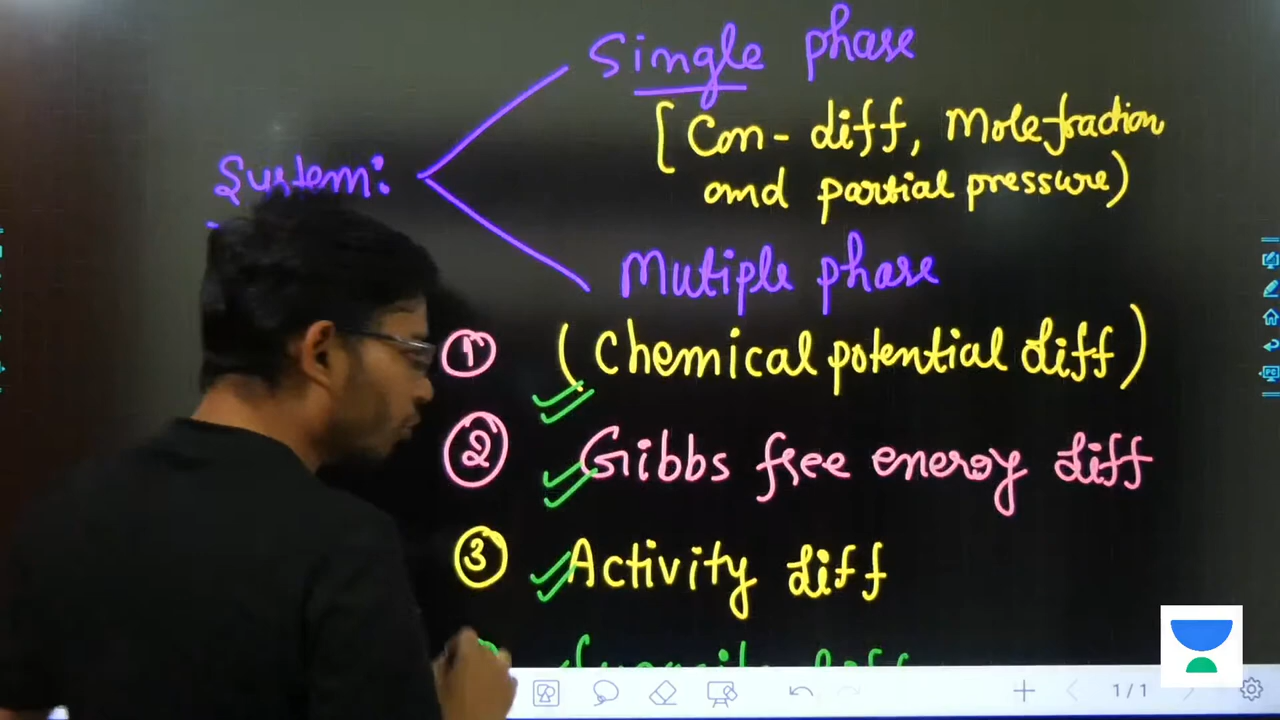 Single phase
[Con- diff, Molefraction
and partial pressure)
System:
Mutiple phase
① (Chemical potential diff)
② Gibbs free energy diff
③ Activity diff
diff
1/1